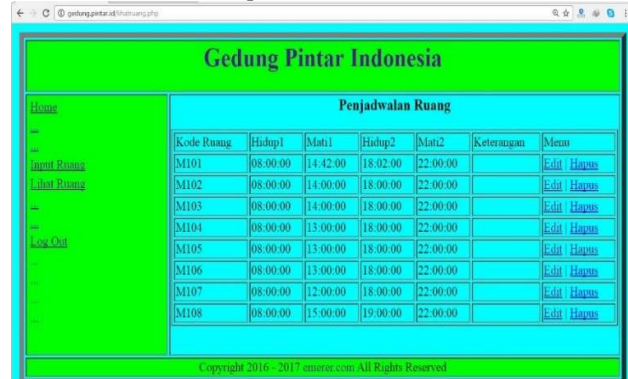 gedung.pintar.id/lihatruang.php
Gedung Pintar Indonesia
Home
...
...
Input Ruang
Lihat Ruang
...
...
Log Out
...
...
...
...
Penjadwalan Ruang
Kode Ruang Hidup1 Mati1 Hidup2 Mati2 Keterangan Menu
M101 08:00:00 14:42:00 18:02:00 22:00:00 Edit | Hapus
M102 08:00:00 14:00:00 18:00:00 22:00:00 Edit | Hapus
M103 08:00:00 14:00:00 18:00:00 22:00:00 Edit | Hapus
M104 08:00:00 13:00:00 18:00:00 22:00:00 Edit | Hapus
M105 08:00:00 13:00:00 18:00:00 22:00:00 Edit | Hapus
M106 08:00:00 13:00:00 18:00:00 22:00:00 Edit | Hapus
M107 08:00:00 12:00:00 18:00:00 22:00:00 Edit | Hapus
M108 08:00:00 15:00:00 19:00:00 22:00:00 Edit | Hapus
Copyright 2016 - 2017 emerer.com All Rights Reserved